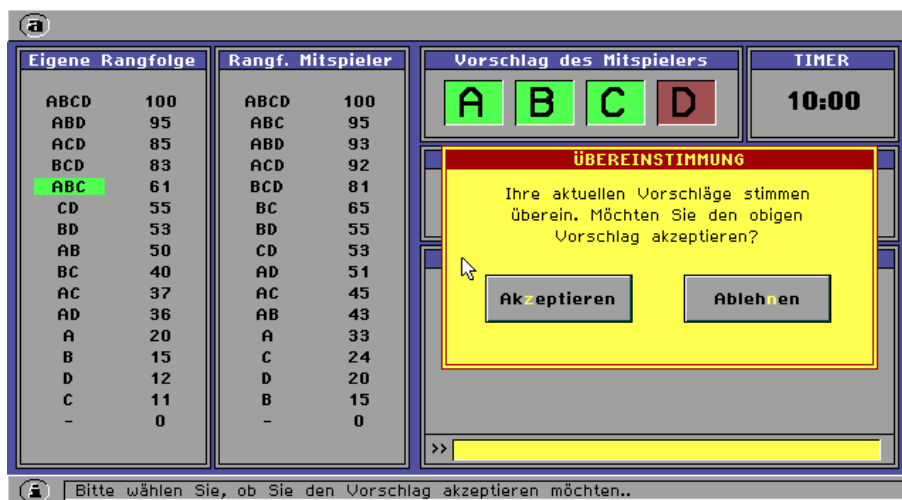 a
Eigene Rangfolge
ABCD 100
ABD 95
ACD 85
BCD 83
ABC 61
CD 55
BD 53
AB 50
BC 40
AC 37
AD 36
A 20
B 15
D 12
C 11
- 0
Rangf. Mitspieler
ABCD 100
ABC 95
ABD 93
ACD 92
BCD 81
BC 65
BD 55
CD 53
AD 51
AC 45
AB 43
A 33
C 24
D 20
B 15
- 0
Vorschlag des Mitspielers
A B C D
TIMER
10:00
ÜBEREINSTIMMUNG
Ihre aktuellen Vorschläge stimmen
überein. Möchten Sie den obigen
Vorschlag akzeptieren?
Akzeptieren Ablehnen
>>
i Bitte wählen Sie, ob Sie den Vorschlag akzeptieren möchten..